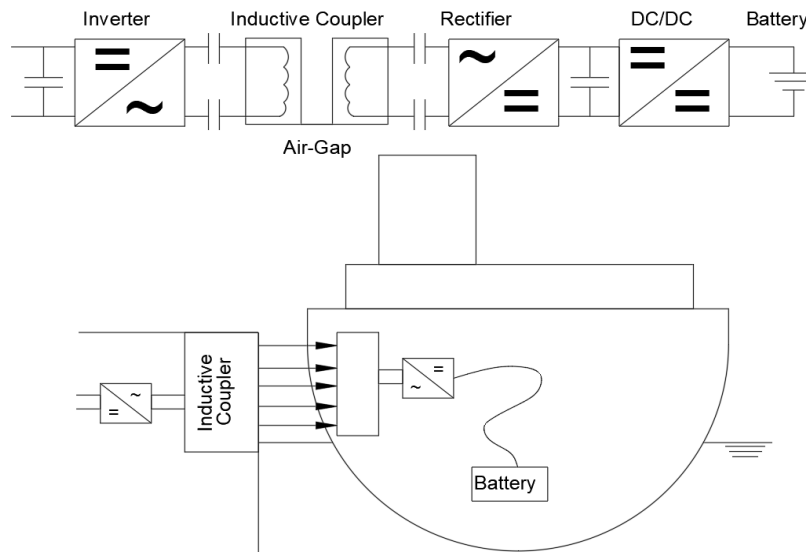 Inverter
Inductive Coupler
Rectifier
DC/DC
Battery
Air-Gap
Inductive
Coupler
Battery